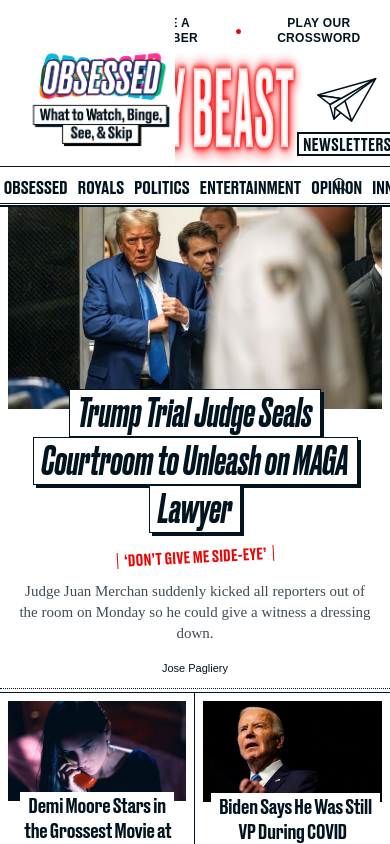 E A
BER
PLAY OUR
CROSSWORD
OBSESSED
What to Watch, Binge,
See, & Skip
Y BEAST
NEWSLETTERS
OBSESSED ROYALS POLITICS ENTERTAINMENT OPINION INN
Trump Trial Judge Seals
Courtroom to Unleash on MAGA
Lawyer
‘DON’T GIVE ME SIDE-EYE’
Judge Juan Merchan suddenly kicked all reporters out of
the room on Monday so he could give a witness a dressing
down.
Jose Pagliery
Demi Moore Stars in
the Grossest Movie at
Biden Says He Was Still
VP During COVID